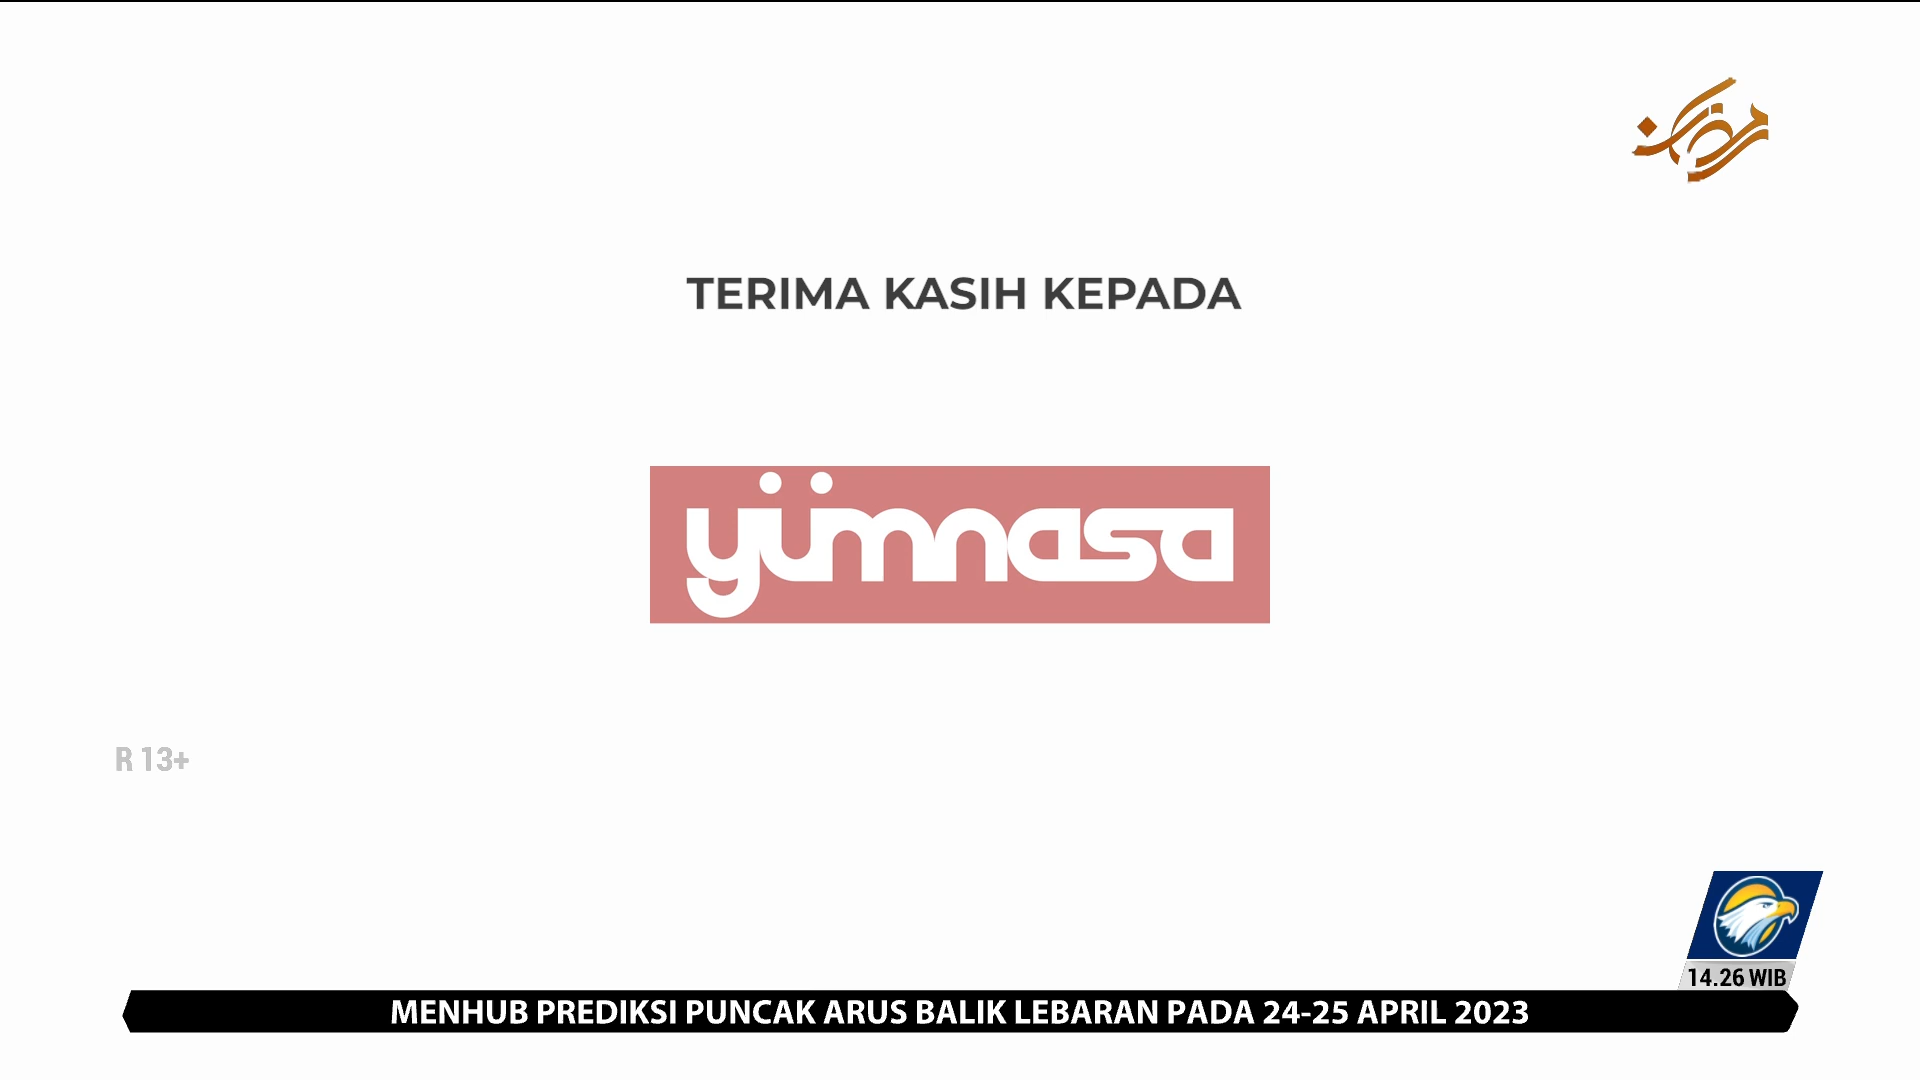 رمضان
TERIMA KASIH KEPADA
yümnasa
R 13+
14.26 WIB
MENHUB PREDIKSI PUNCAK ARUS BALIK LEBARAN PADA 24-25 APRIL 2023